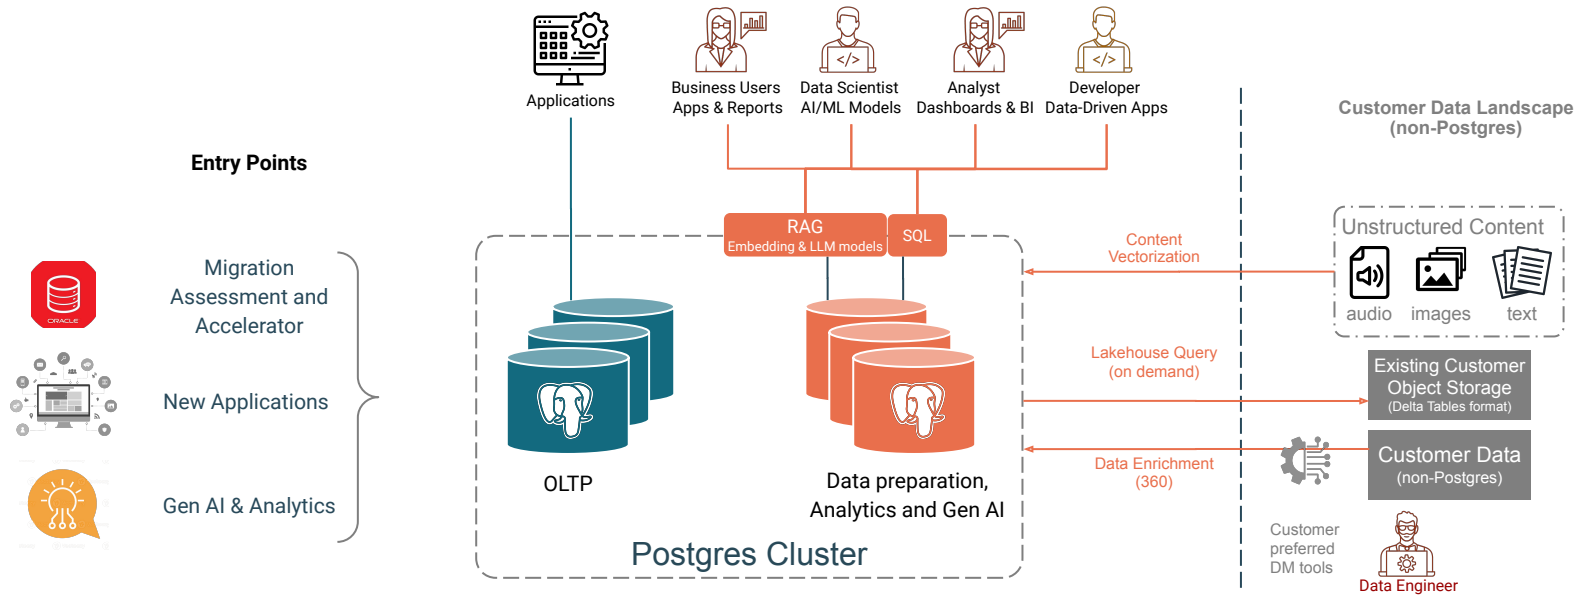 Applications
Business Users
Apps & Reports
Data Scientist
AI/ML Models
Analyst
Dashboards & BI
Developer
Data-Driven Apps
Customer Data Landscape
(non-Postgres)
Entry Points
Migration
Assessment and
Accelerator
ORACLE
New Applications
Gen AI & Analytics
RAG
Embedding & LLM models
SQL
</>
</>
OLTP
Data preparation,
Analytics and Gen AI
Postgres Cluster
Content
Vectorization
Lakehouse Query
(on demand)
Data Enrichment
(360)
Unstructured Content
audio
images
text
Existing Customer
Object Storage
(Delta Tables format)
Customer Data
(non-Postgres)
Customer
preferred
DM tools
Data Engineer